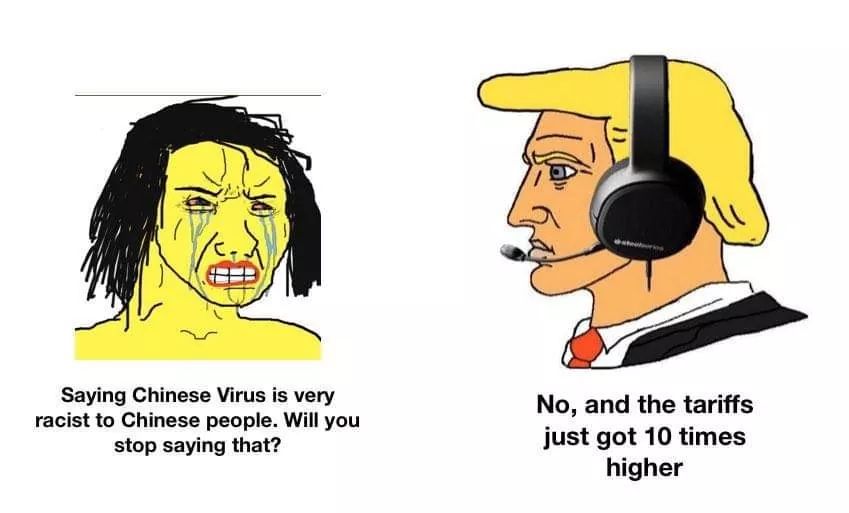 steelseries
Saying Chinese Virus is very
racist to Chinese people. Will you
stop saying that?
No, and the tariffs
just got 10 times
higher